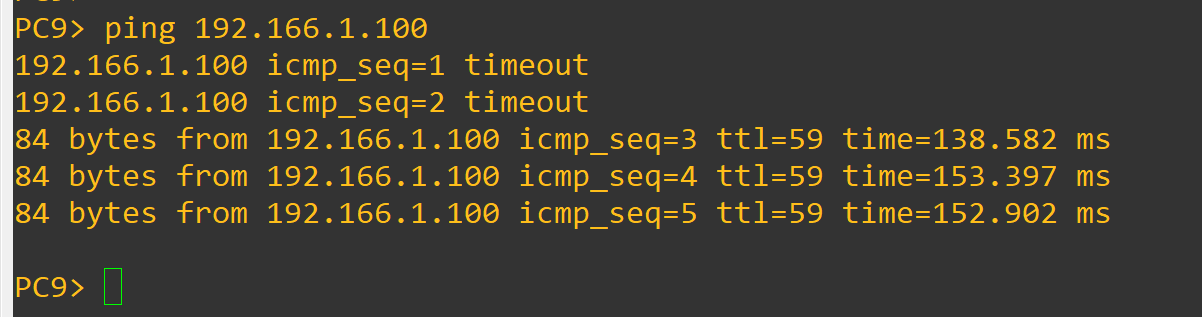 PC9> ping 192.166.1.100
192.166.1.100 icmp_seq=1 timeout
192.166.1.100 icmp_seq=2 timeout
84 bytes from 192.166.1.100 icmp_seq=3 ttl=59 time=138.582 ms
84 bytes from 192.166.1.100 icmp_seq=4 ttl=59 time=153.397 ms
84 bytes from 192.166.1.100 icmp_seq=5 ttl=59 time=152.902 ms
PC9>